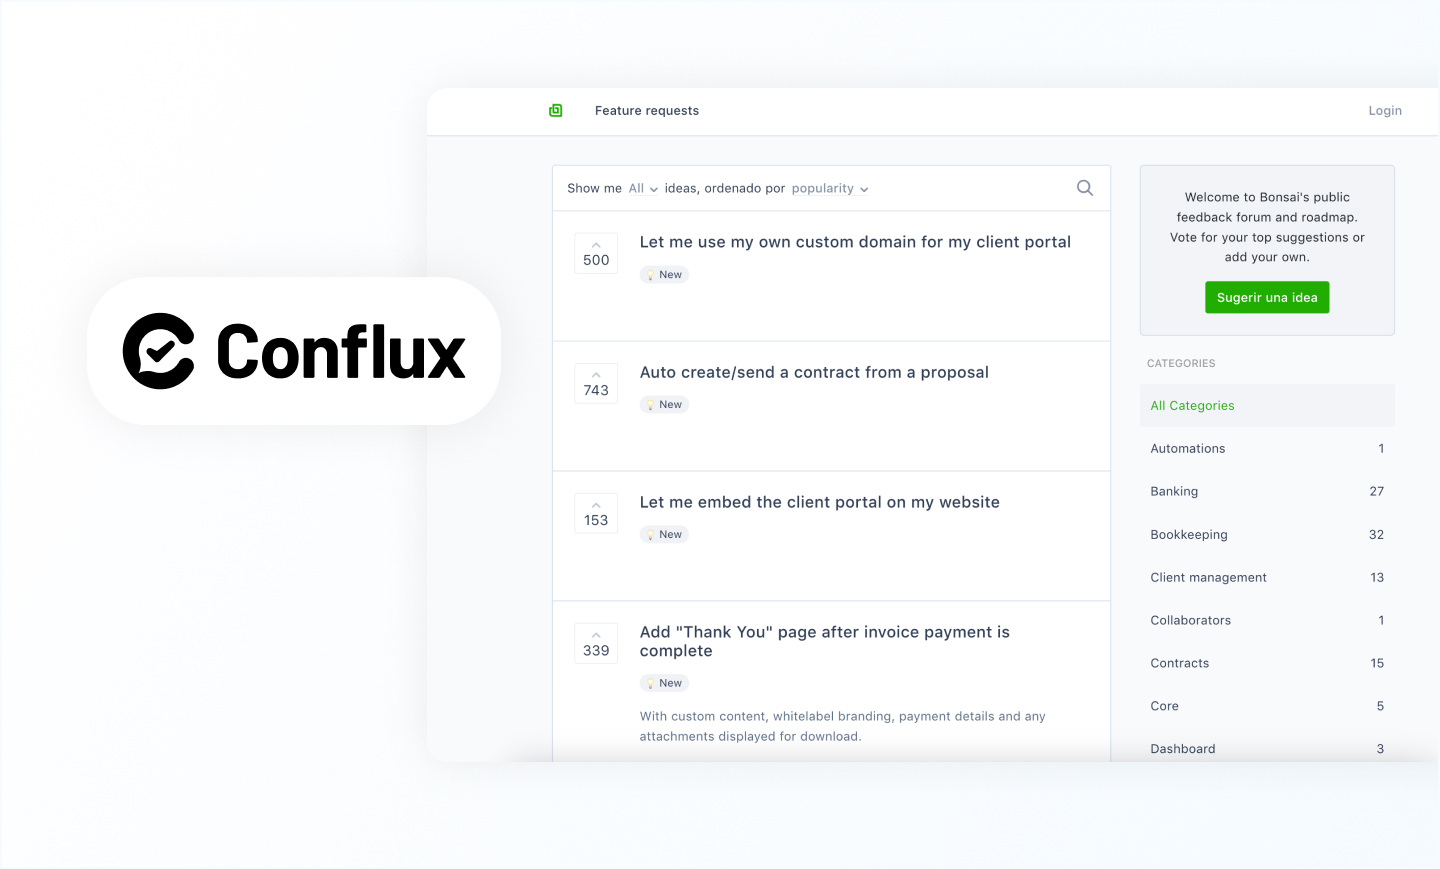 Feature requests
Login
Conflux
Show me All ideas, ordenado por popularity
500
Let me use my own custom domain for my client portal
New
743
Auto create/send a contract from a proposal
New
153
Let me embed the client portal on my website
New
339
Add "Thank You" page after invoice payment is
complete
New
With custom content, whitelabel branding, payment details and any
attachments displayed for download.
Welcome to Bonsai's public
feedback forum and roadmap.
Vote for your top suggestions or
add your own.
Sugerir una idea
CATEGORIES
All Categories
Automations 1
Banking 27
Bookkeeping 32
Client management 13
Collaborators 1
Contracts 15
Core 5
Dashboard 3